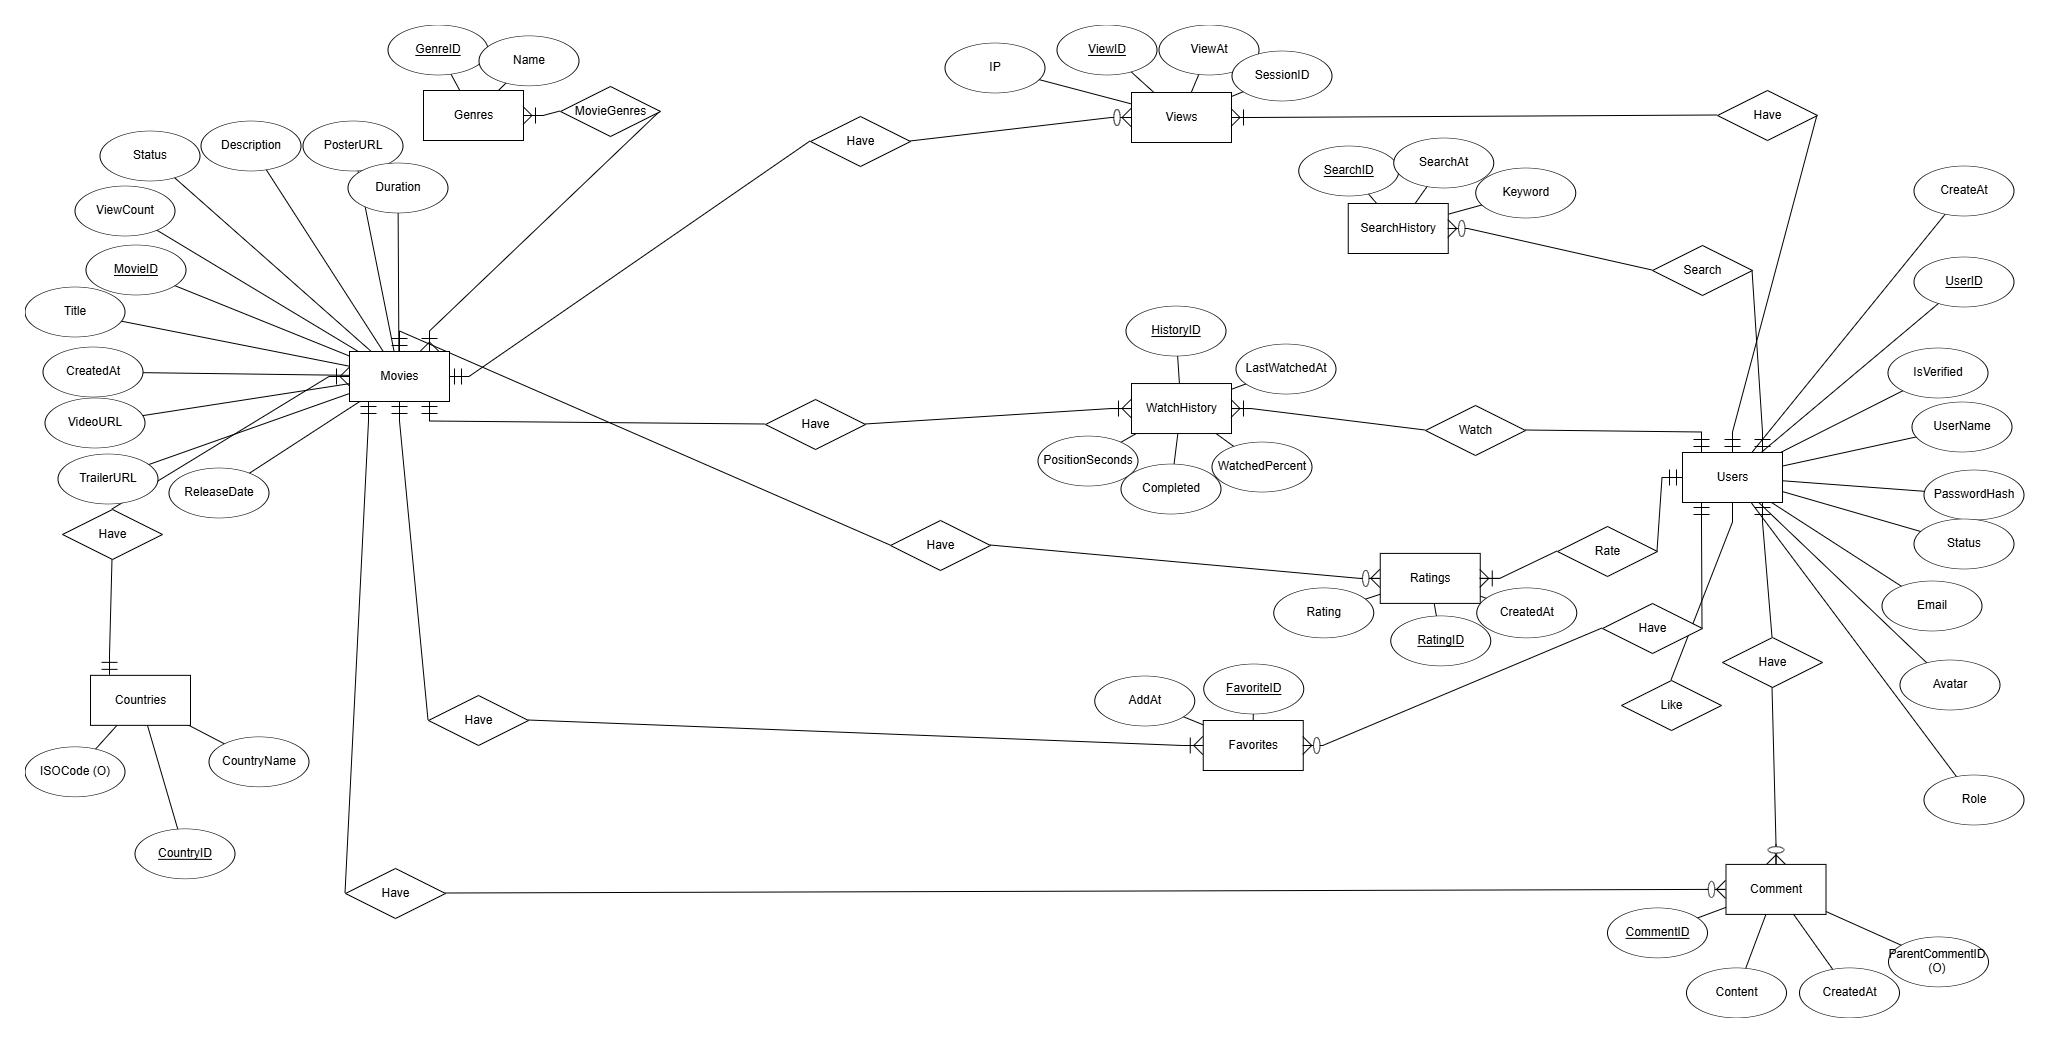 GenreID
Name
Genres
MovieGenres
IP
ViewID
ViewAt
SessionID
Views
Have
Have
Status
Description
PosterURL
Duration
ViewCount
MovieID
Title
CreatedAt
VideoURL
TrailerURL
ReleaseDate
Movies
SearchID
SearchAt
Keyword
SearchHistory
Search
CreateAt
UserID
IsVerified
UserName
PasswordHash
Status
Email
Avatar
Role
Users
HistoryID
LastWatchedAt
WatchHistory
PositionSeconds
Completed
WatchedPercent
Have
Watch
Have
Have
Ratings
Rate
Rating
RatingID
CreatedAt
Have
Have
Like
Countries
ISOCode (O)
CountryName
CountryID
Have
AddAt
FavoriteID
Favorites
Have
Comment
CommentID
Content
CreatedAt
ParentCommentID
(O)